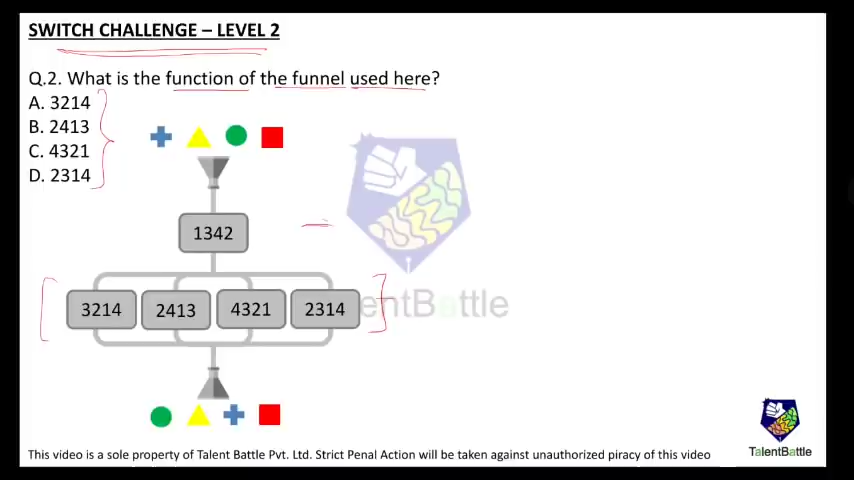 SWITCH CHALLENGE – LEVEL 2
Q.2. What is the function of the funnel used here?
A. 3214
B. 2413
C. 4321
D. 2314
1342
3214 2413 4321 2314
TalentBattle
TalentBattle
This video is a sole property of Talent Battle Pvt. Ltd. Strict Penal Action will be taken against unauthorized piracy of this video